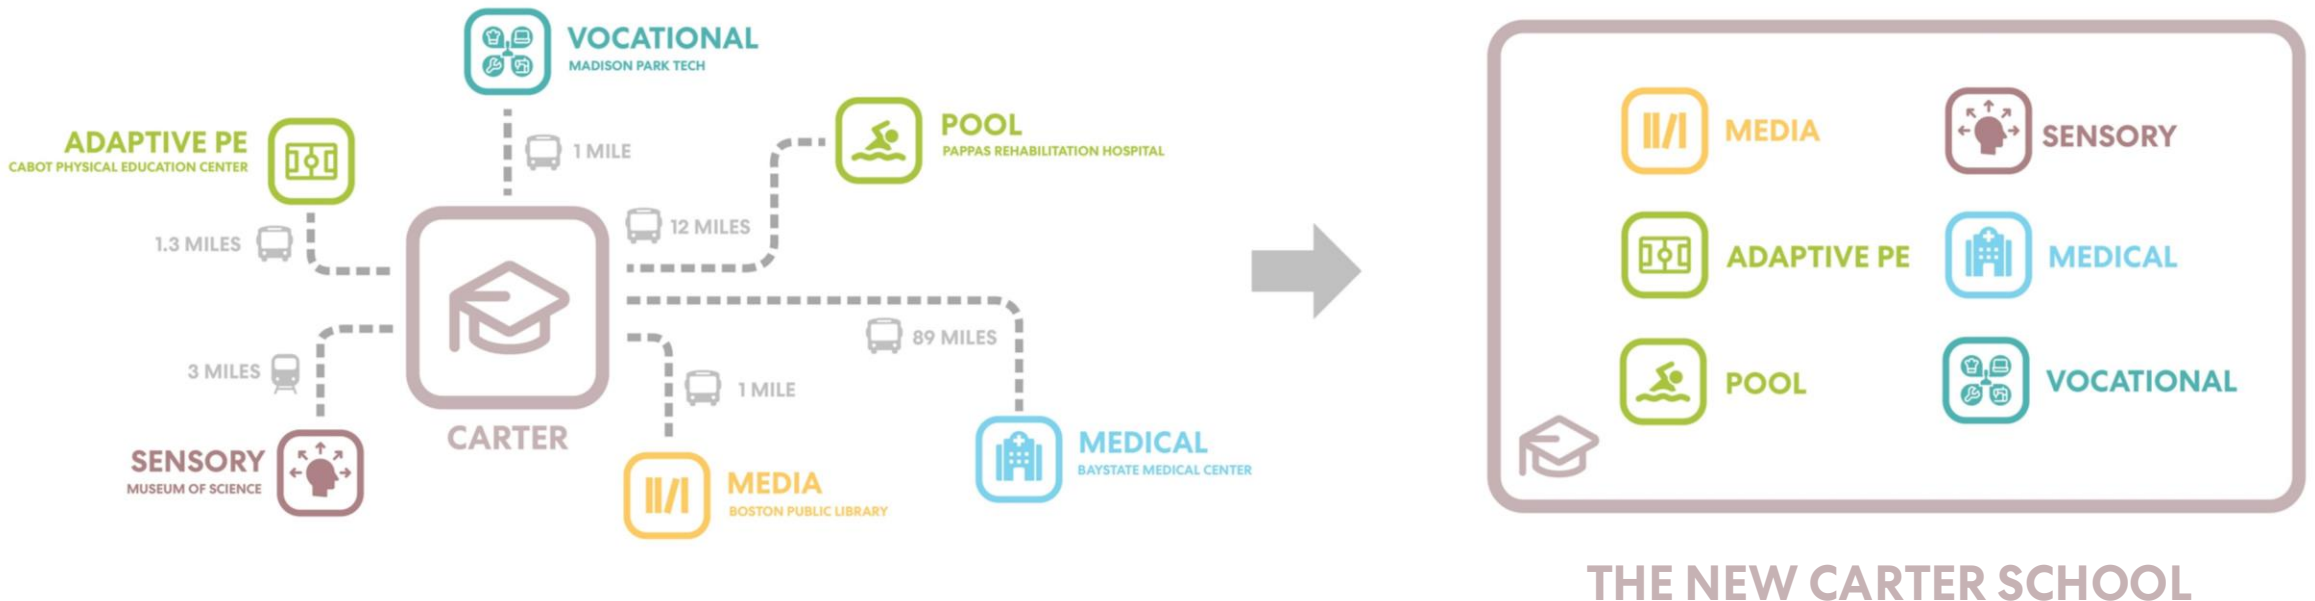 VOCATIONAL
MADISON PARK TECH
ADAPTIVE PE
CABOT PHYSICAL EDUCATION CENTER
1 MILE
POOL
PAPPAS REHABILITATION HOSPITAL
1.3 MILES
12 MILES
89 MILES
3 MILES
1 MILE
CARTER
SENSORY
MUSEUM OF SCIENCE
MEDIA
BOSTON PUBLIC LIBRARY
MEDICAL
BAYSTATE MEDICAL CENTER
MEDIA
SENSORY
ADAPTIVE PE
MEDICAL
POOL
VOCATIONAL
THE NEW CARTER SCHOOL